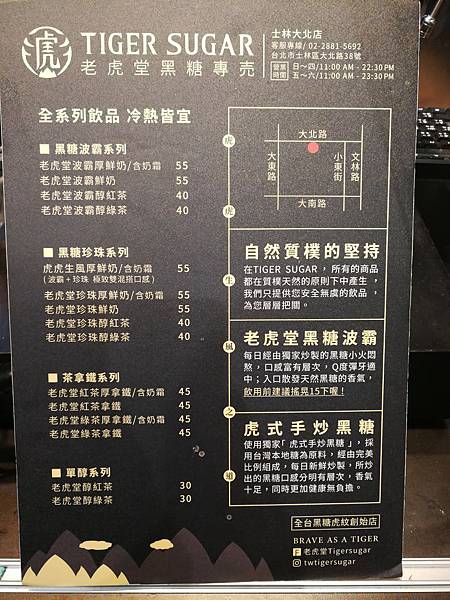 虎
TIGER SUGAR
老虎堂黑糖專売
士林大北店
客服專線/ 02-2881-5692
台北市士林區大北路38號
營業時間 日~四/11:00 AM - 22:30 PM
五~六/11:00 AM - 23:30 PM
全系列飲品 冷熱皆宜
■ 黑糖波霸系列
老虎堂波霸厚鮮奶/含奶霜 55
老虎堂波霸鮮奶 55
老虎堂波霸醇紅茶 40
老虎堂波霸醇綠茶 40
■ 黑糖珍珠系列
虎虎生風厚鮮奶/含奶霜 55
(波霸+珍珠 極致雙混搭口感)
老虎堂珍珠厚鮮奶/含奶霜 55
老虎堂珍珠鮮奶 55
老虎堂珍珠醇紅茶 40
老虎堂珍珠醇綠茶 40
■ 茶拿鐵系列
老虎堂紅茶厚拿鐵/含奶霜 45
老虎堂紅茶拿鐵 45
老虎堂綠茶厚拿鐵/含奶霜 45
老虎堂綠茶拿鐵 45
■ 單醇系列
老虎堂醇紅茶 30
老虎堂醇綠茶 30
虎
虎
生
風
之
道
大北路
大東路
小東街
文林路
大南路
自然質樸的堅持
在TIGER SUGAR,所有的商品
都在質樸天然的原則下中產生,
我們只提供您安全無虞的飲品,
為您層層把關。
老虎堂黑糖波霸
每日經由獨家炒製的黑糖小火悶
熬,口感富有層次,Q度彈牙適
中;入口散發天然黑糖的香氣,
飲用前建議搖晃15下喔!
虎式手炒黑糖
使用獨家「虎式手炒黑糖」,採
用台灣本地糖為原料,經由完美
比例組成,每日新鮮炒製,所炒
出的黑糖口感分明有層次,香氣
十足,同時更加健康無負擔。
全台黑糖虎紋創始店
BRAVE AS A TIGER
老虎堂Tigersugar
twtigersugar